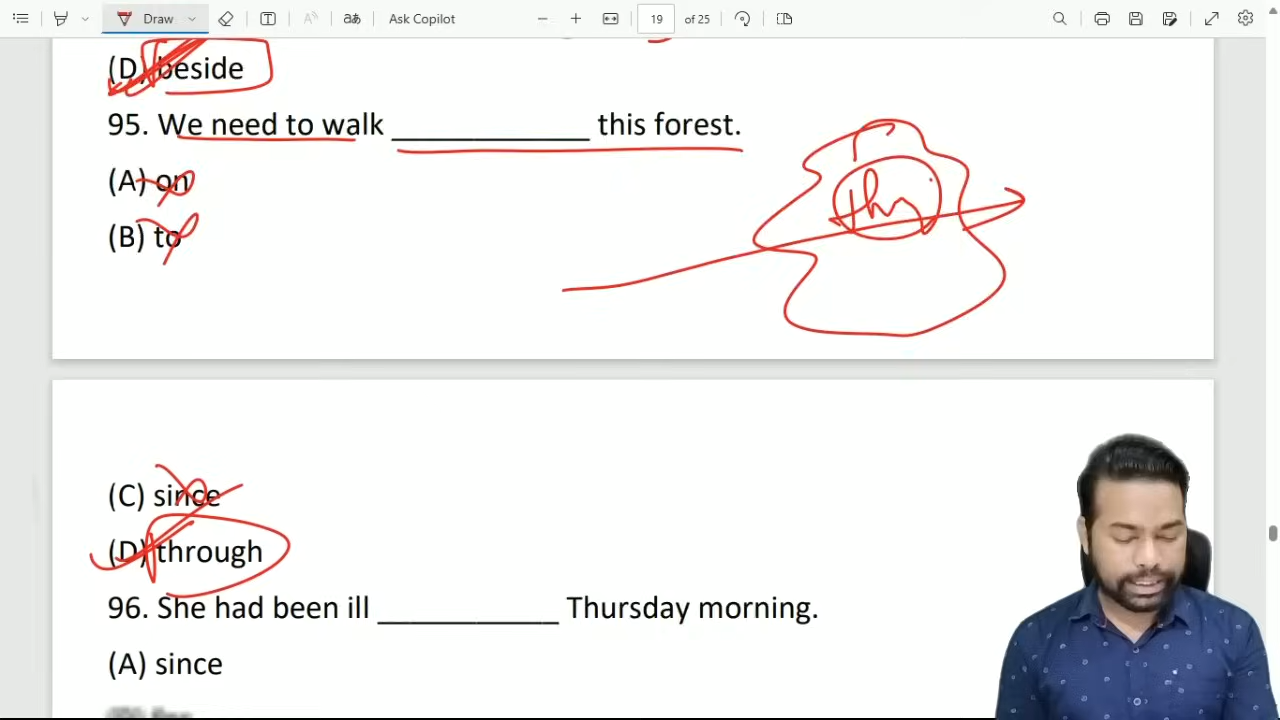 Draw
Ask Copilot
19 of 25
(D) beside
95. We need to walk ____________ this forest.
(A) on
(B) to
(C) since
(D) through
96. She had been ill ___________ Thursday morning.
(A) since